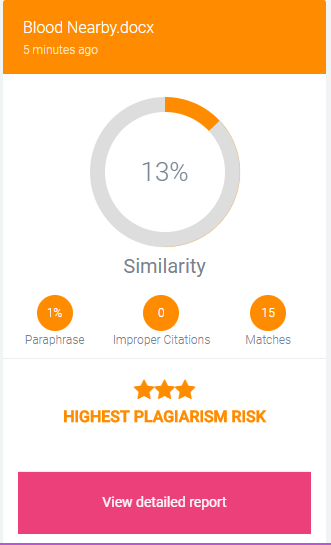 Blood Nearby.docx
5 minutes ago
13%
Similarity
1% 0 15
Paraphrase Improper Citations Matches
HIGHEST PLAGIARISM RISK
View detailed report